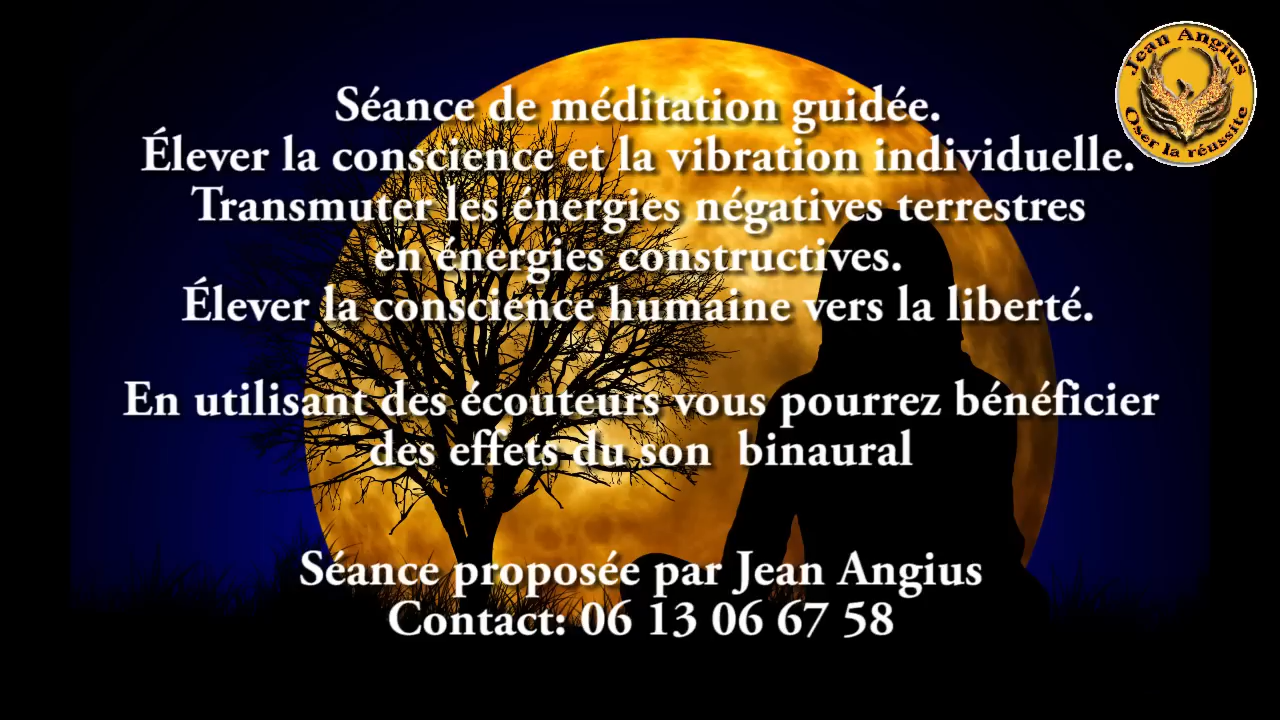 Jean Angius
Oser la réussite
Séance de méditation guidée.
Élever la conscience et la vibration individuelle.
Transmuter les énergies négatives terrestres
en énergies constructives.
Élever la conscience humaine vers la liberté.
En utilisant des écouteurs vous pourrez bénéficier
des effets du son  binaural
Séance proposée par Jean Angius
Contact: 06 13 06 67 58